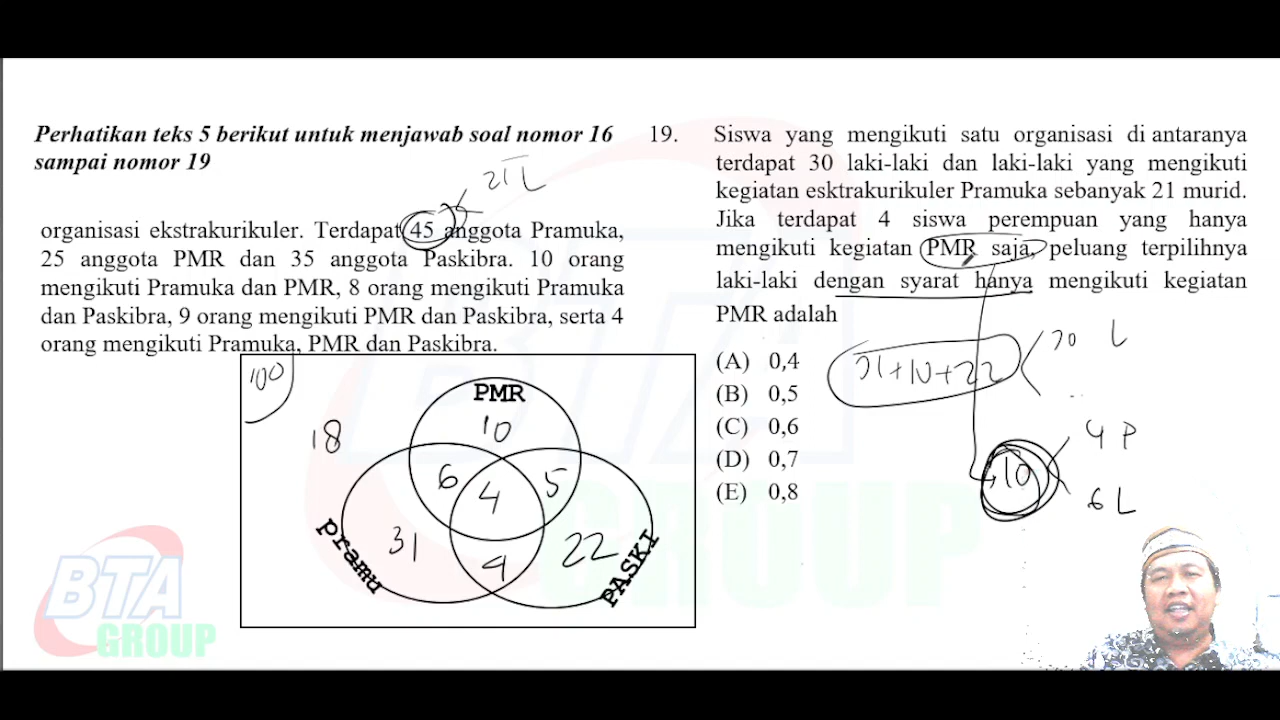 Perhatikan teks 5 berikut untuk menjawab soal nomor 16
sampai nomor 19
21 L
organisasi ekstrakurikuler. Terdapat 45 anggota Pramuka,
25 anggota PMR dan 35 anggota Paskibra. 10 orang
mengikuti Pramuka dan PMR, 8 orang mengikuti Pramuka
dan Paskibra, 9 orang mengikuti PMR dan Paskibra, serta 4
orang mengikuti Pramuka, PMR dan Paskibra.
100
PMR
18
10
6
4
5
31
4
22
pramu
PASKI
BTA
GROUP
19. Siswa yang mengikuti satu organisasi di antaranya
terdapat 30 laki-laki dan laki-laki yang mengikuti
kegiatan esktrakurikuler Pramuka sebanyak 21 murid.
Jika terdapat 4 siswa perempuan yang hanya
mengikuti kegiatan PMR saja, peluang terpilihnya
laki-laki dengan syarat hanya mengikuti kegiatan
PMR adalah
(A) 0,4
(B) 0,5
(C) 0,6
(D) 0,7
(E) 0,8
31+10+22
30 L
10
4 P
6 L
BTA
GROUP